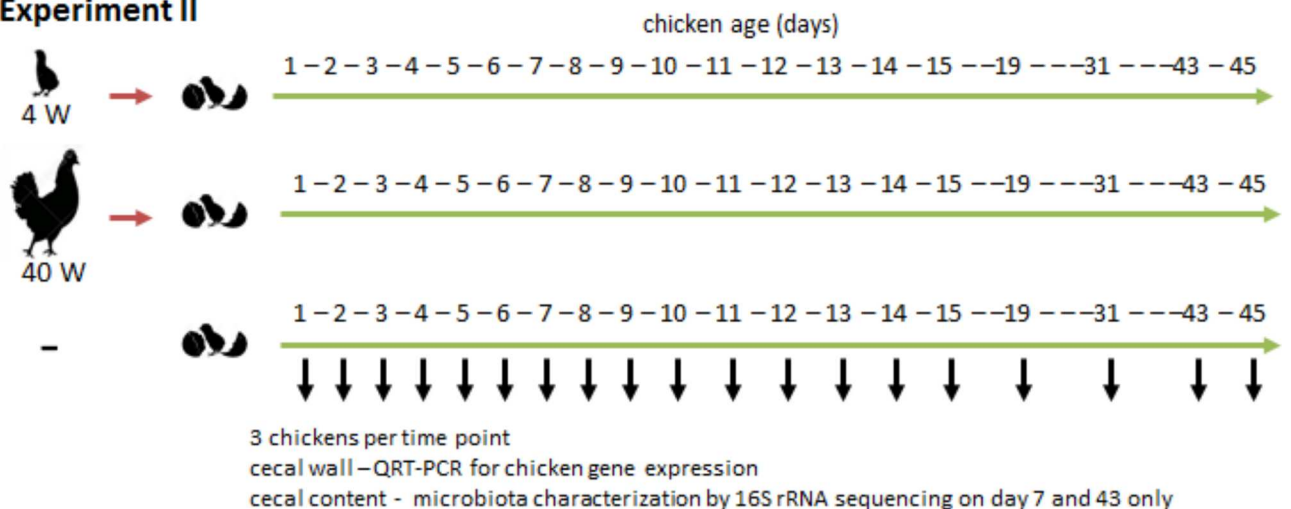 Experiment II
chicken age (days)
1 – 2 – 3 – 4 – 5 – 6 – 7 – 8 – 9 – 10 – 11 – 12 – 13 – 14 – 15 – –19 – – –31 – – –43 – 45
4 W
1 – 2 – 3 – 4 – 5 – 6 – 7 – 8 – 9 – 10 – 11 – 12 – 13 – 14 – 15 – –19 – – –31 – – –43 – 45
40 W
1 – 2 – 3 – 4 – 5 – 6 – 7 – 8 – 9 – 10 – 11 – 12 – 13 – 14 – 15 – –19 – – –31 – – –43 – 45
–
3 chickens per time point
cecal wall – QRT-PCR for chicken gene expression
cecal content - microbiota characterization by 16S rRNA sequencing on day 7 and 43 only